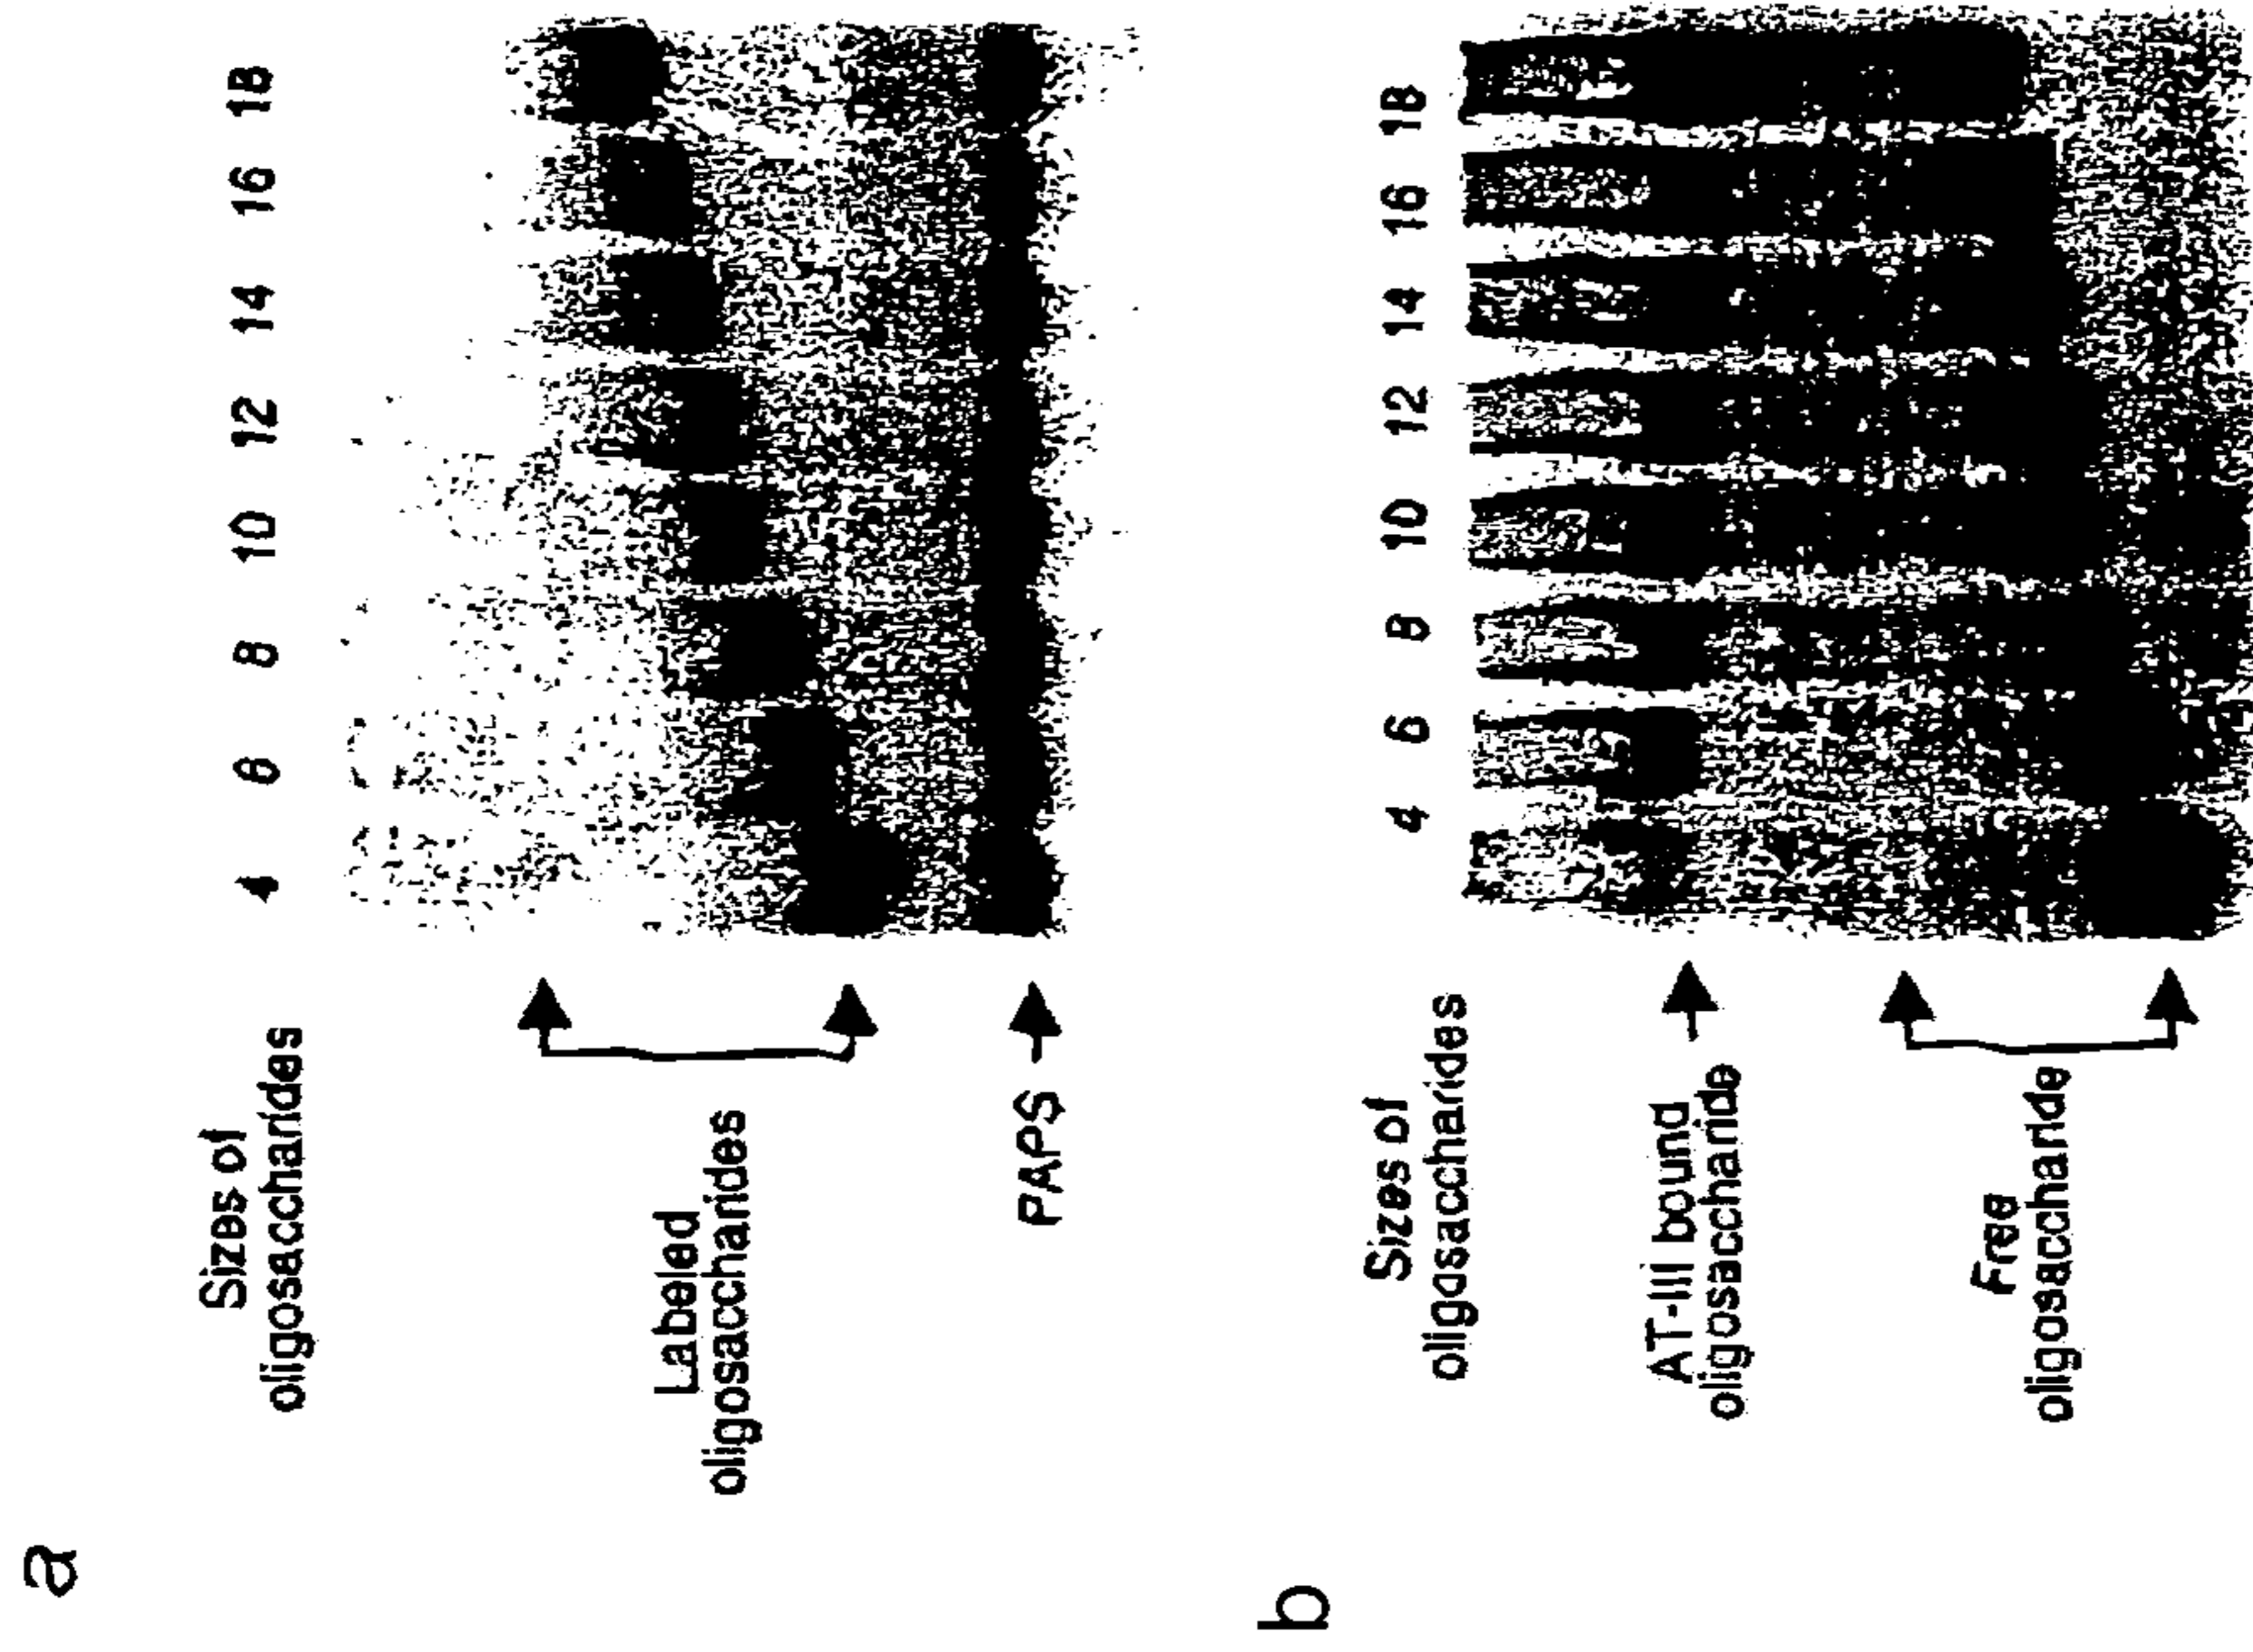 a
Sizes of
oligosaccharides
4 6 8 10 12 14 16 18
Labeled
oligosaccharides
PAPS
b
Sizes of
oligosaccharides
4 6 8 10 12 14 16 18
AT-III bound
oligosaccharide
Free
oligosaccharide